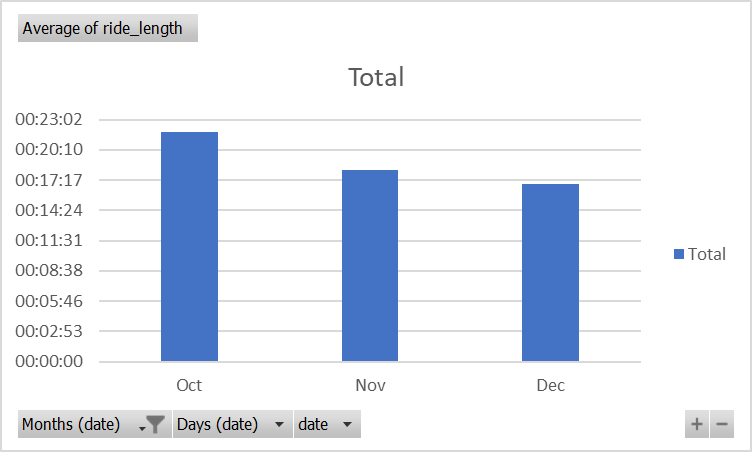 Average of ride_length
Total
00:23:02
00:20:10
00:17:17
00:14:24
00:11:31
00:08:38
00:05:46
00:02:53
00:00:00
Total
Oct Nov Dec
Months (date) Days (date) date